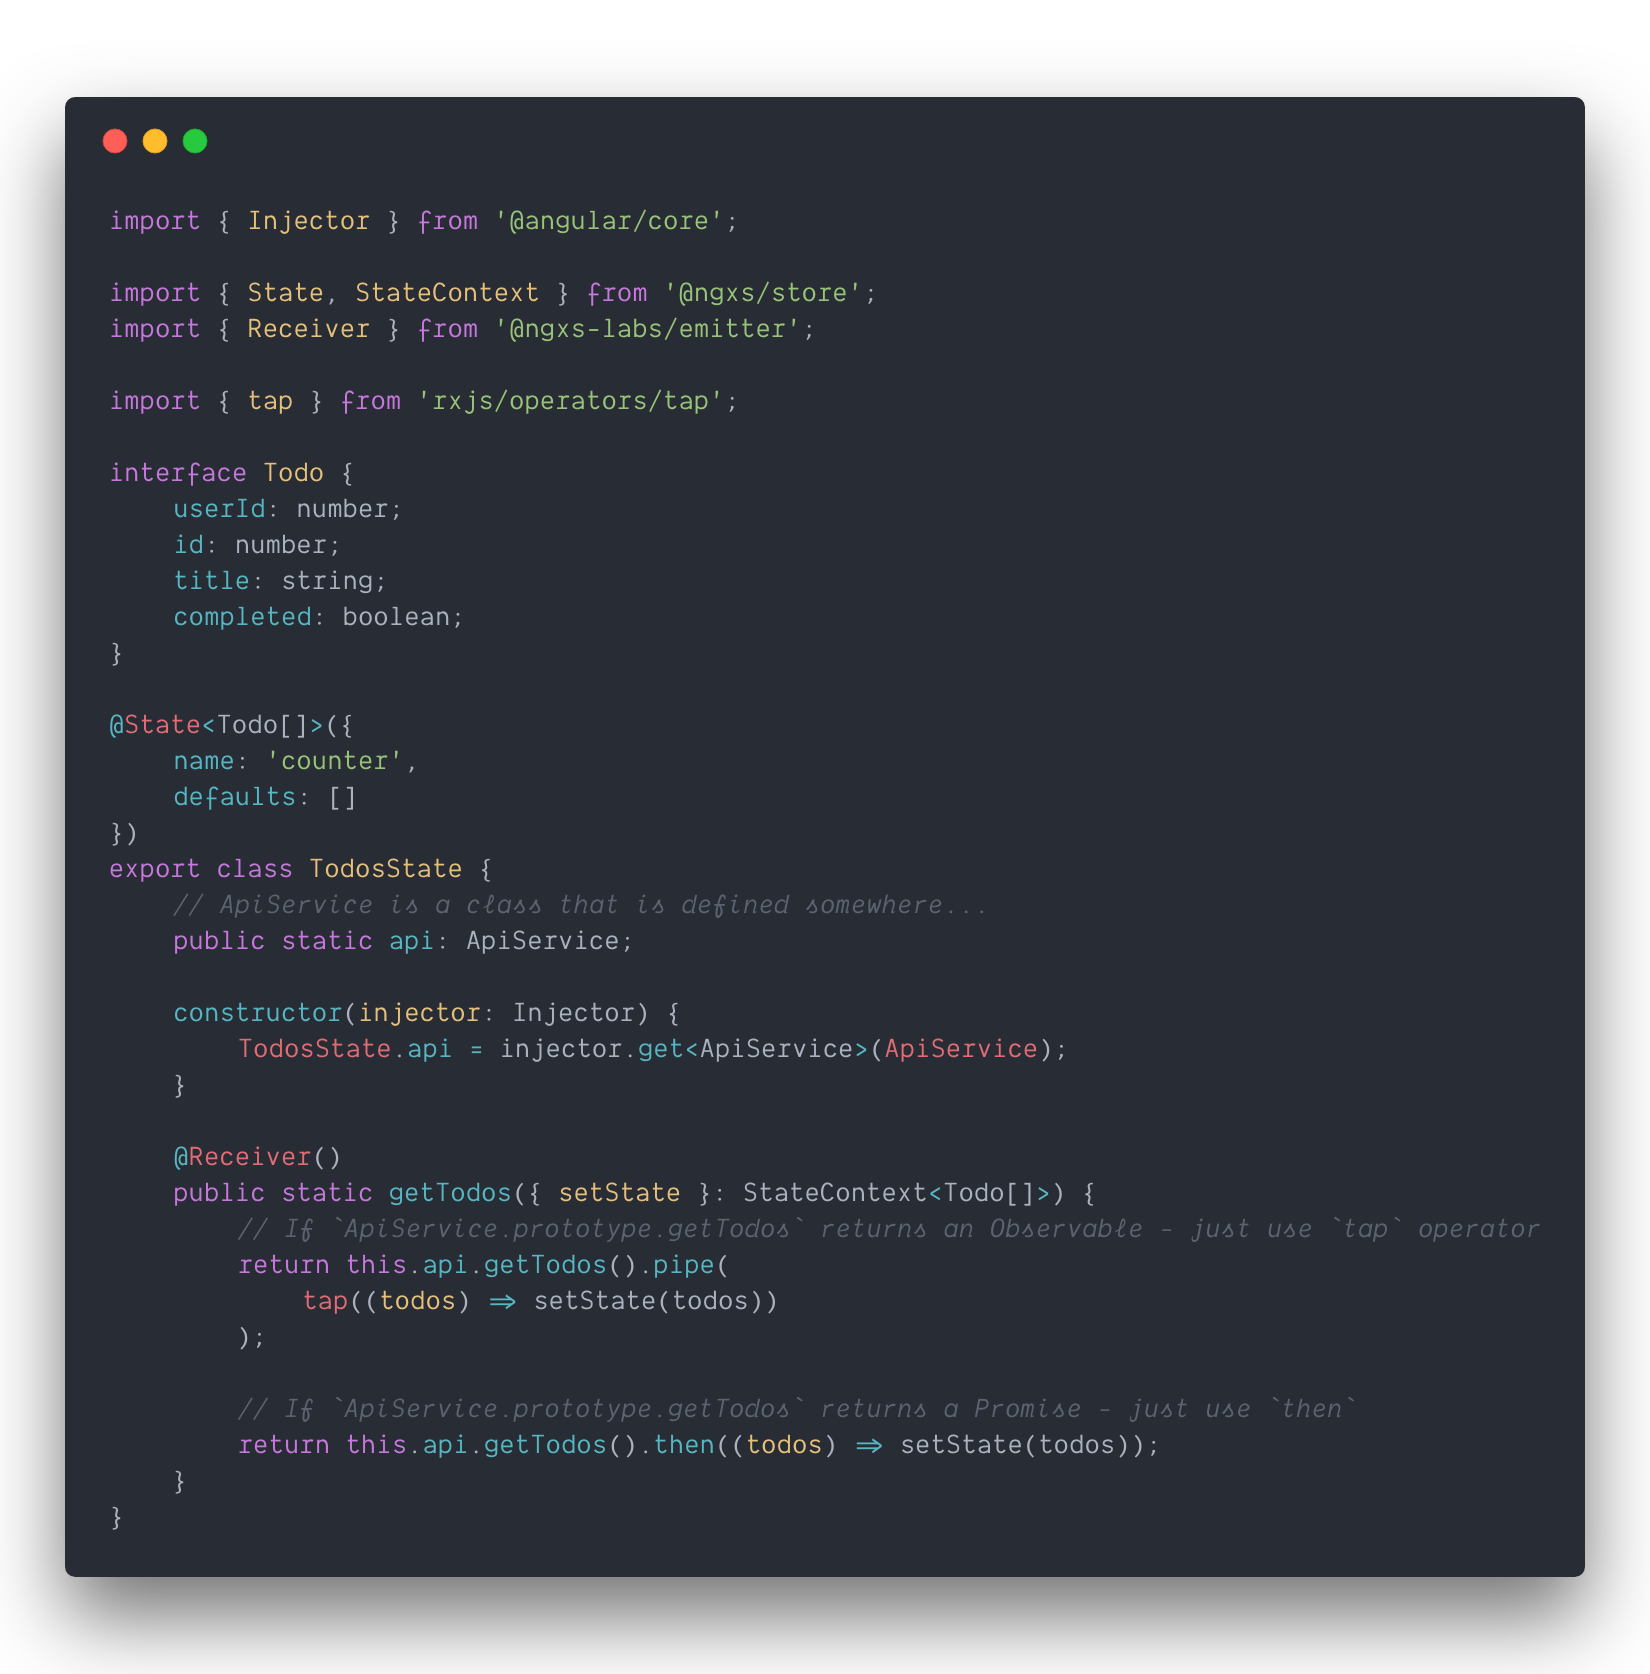 import { Injector } from '@angular/core';

import { State, StateContext } from '@ngxs/store';
import { Receiver } from '@ngxs-labs/emitter';

import { tap } from 'rxjs/operators/tap';

interface Todo {
    userId: number;
    id: number;
    title: string;
    completed: boolean;
}

@State<Todo[]>({
    name: 'counter',
    defaults: []
})
export class TodosState {
    // ApiService is a class that is defined somewhere...
    public static api: ApiService;

    constructor(injector: Injector) {
        TodosState.api = injector.get<ApiService>(ApiService);
    }

    @Receiver()
    public static getTodos({ setState }: StateContext<Todo[]>) {
        // If `ApiService.prototype.getTodos` returns an Observable - just use `tap` operator
        return this.api.getTodos().pipe(
            tap((todos) => setState(todos))
        );

        // If `ApiService.prototype.getTodos` returns a Promise - just use `then`
        return this.api.getTodos().then((todos) => setState(todos));
    }
}